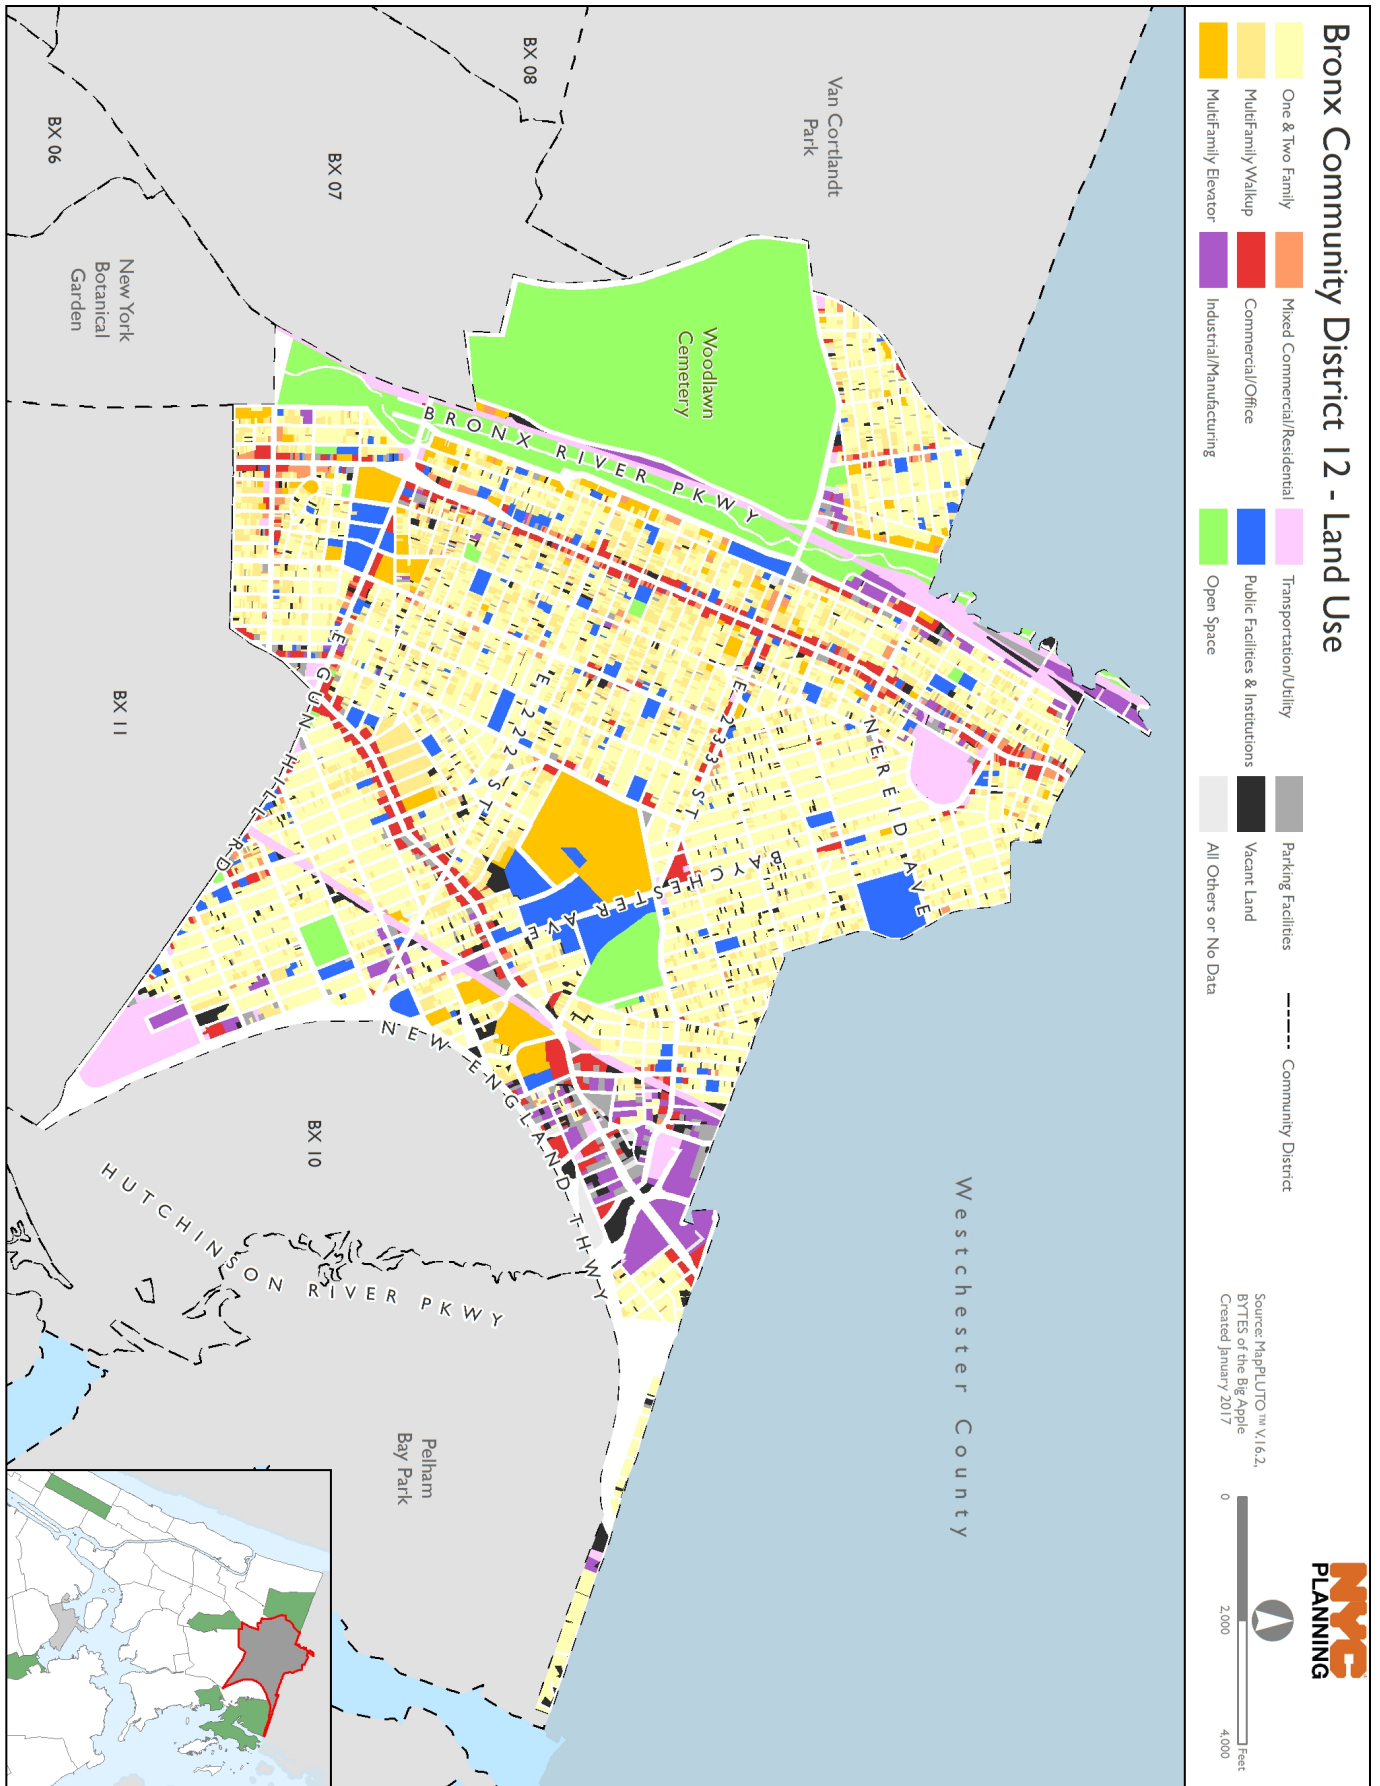 Bronx Community District 12 - Land Use
One & Two Family
MultiFamily Walkup
MultiFamily Elevator
Mixed Commercial/Residential
Commercial/Office
Industrial/Manufacturing
Transportation/Utility
Public Facilities & Institutions
Open Space
Parking Facilities
Vacant Land
All Others or No Data
Community District
Source: MapPLUTO™ V.16.2,
BYTES of the Big Apple
Created January 2017
0
2,000
4,000
Feet
NYC
PLANNING
Van Cortlandt
Park
Westchester County
BX 08
Woodlawn
Cemetery
NEREID AVE
BRONX RIVER PKWY
E 233 ST
BAYCHESTER AVE
E 222 ST
BX 07
E GUN HILL RD
NEW ENGLAND THWY
BX 06
New York
Botanical
Garden
BX 11
BX 10
HUTCHINSON RIVER PKWY
Pelham
Bay Park